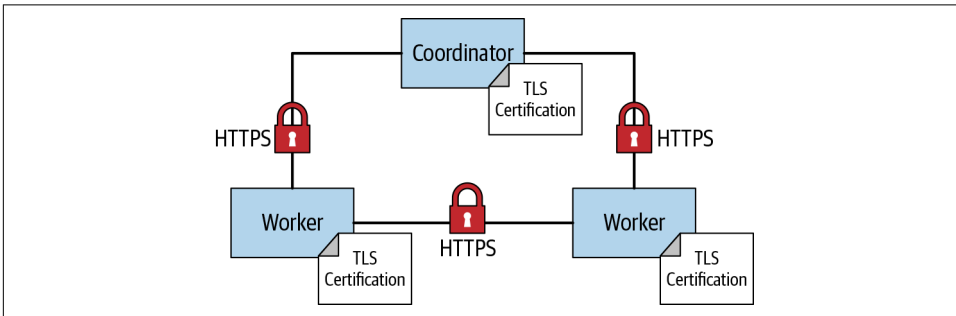 Coordinator
TLS
Certification
HTTPS
HTTPS
Worker
HTTPS
Worker
TLS
Certification
TLS
Certification